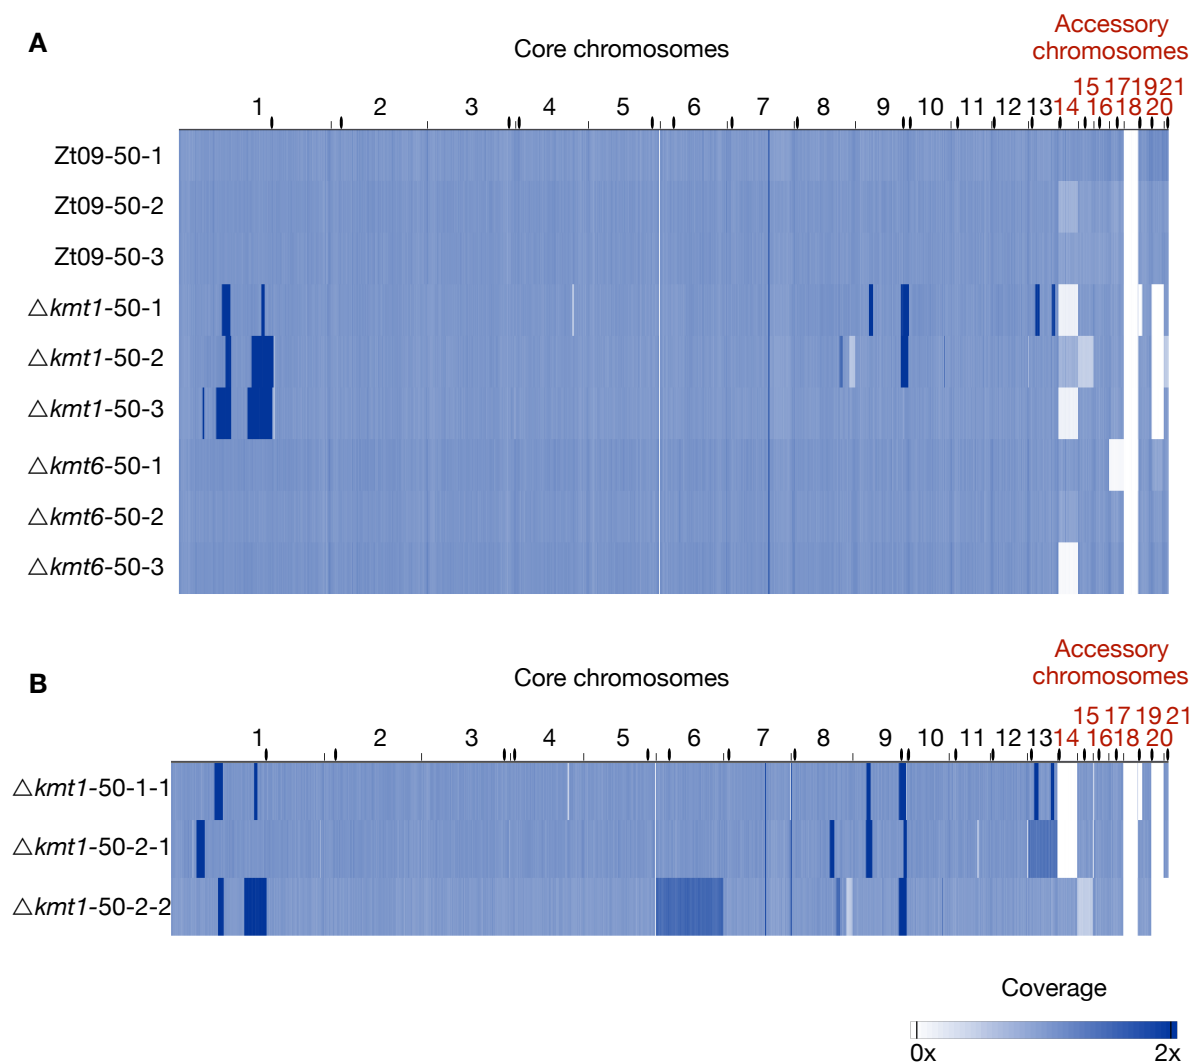 A
Core chromosomes
Accessory
chromosomes
15 17 19 21
1 2 3 4 5 6 7 8 9 10 11 12 13 14 16 18 20
Zt09-50-1
Zt09-50-2
Zt09-50-3
△kmt1-50-1
△kmt1-50-2
△kmt1-50-3
△kmt6-50-1
△kmt6-50-2
△kmt6-50-3
B
Core chromosomes
Accessory
chromosomes
15 17 19 21
1 2 3 4 5 6 7 8 9 10 11 12 13 14 16 18 20
△kmt1-50-1-1
△kmt1-50-2-1
△kmt1-50-2-2
Coverage
0x 2x